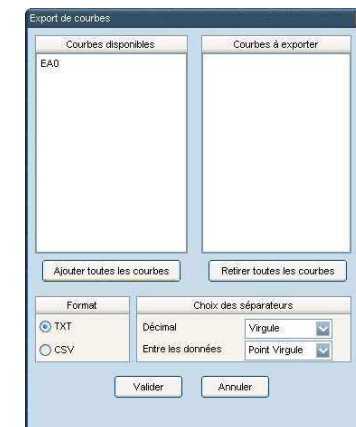 Export de courbes
Courbes disponibles
Courbes à exporter
EA0
Ajouter toutes les courbes
Retirer toutes les courbes
Format
Choix des séparateurs
TXT
Décimal
Virgule
CSV
Entre les données
Point Virgule
Valider
Annuler